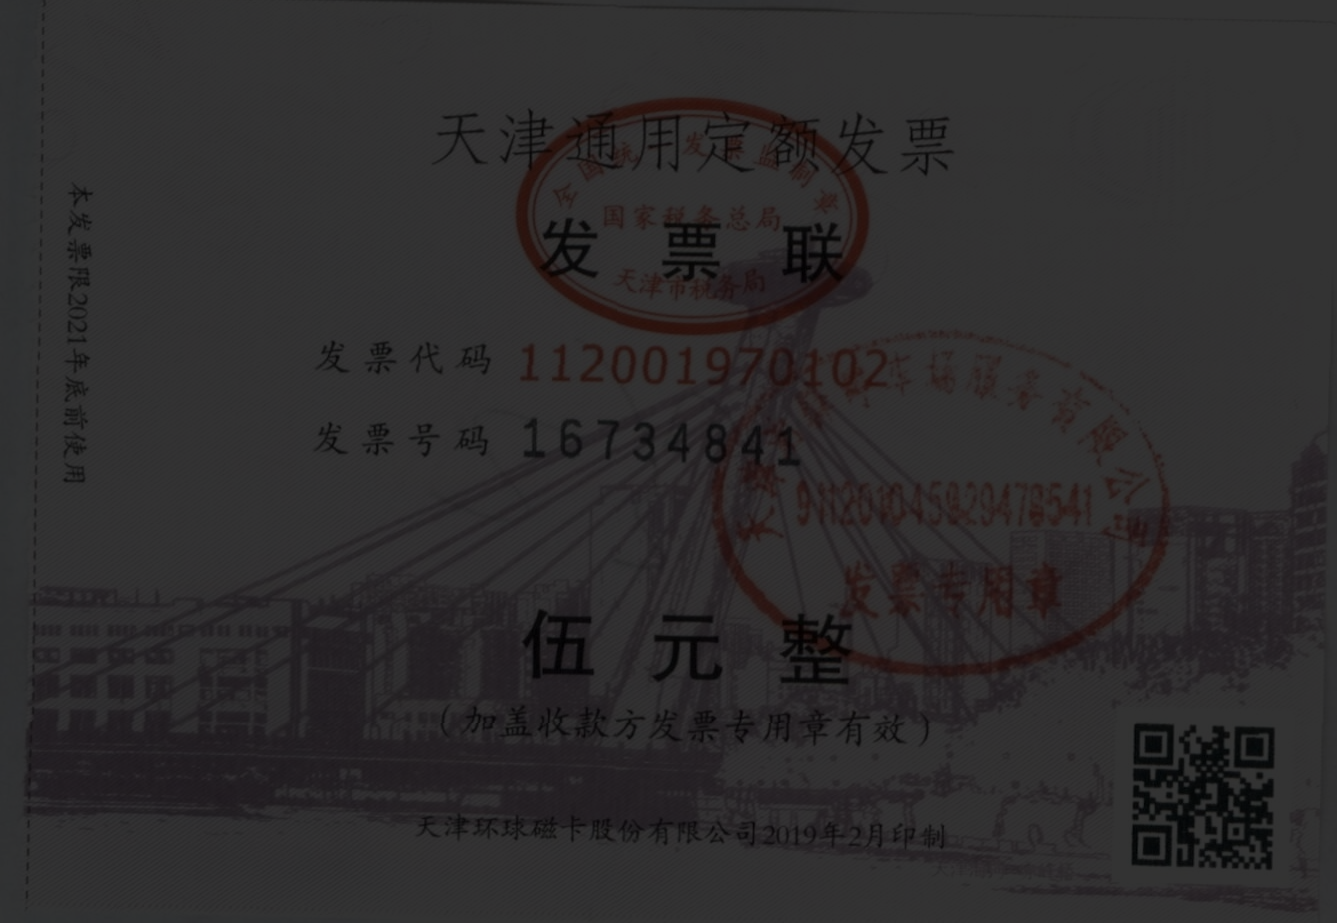 天津通用定额发票
全国统一发票监制章
国家税务总局
天津市税务局
发票联
本发票限2021年底前使用
发票代码 112001970102
发票号码 16734841
车场服务有限公司
发票专用章
伍元整
(加盖收款方发票专用章有效)
天津环球磁卡股份有限公司2019年2月印制